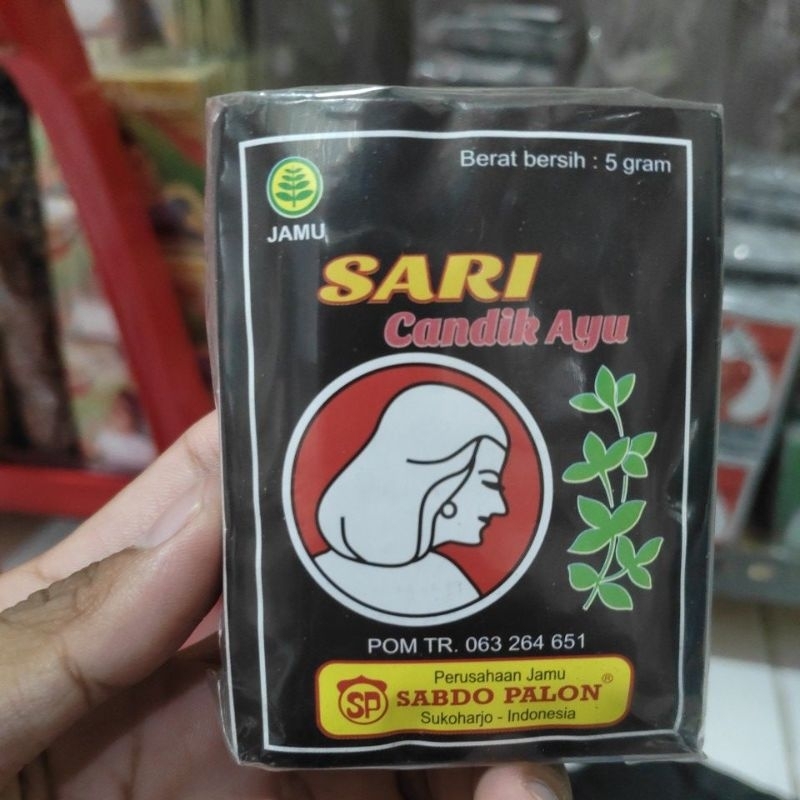 Berat bersih : 5 gram
JAMU
SARI
Candik Ayu
POM TR. 063 264 651
Perusahaan Jamu
SP SABDO PALON®
Sukoharjo - Indonesia